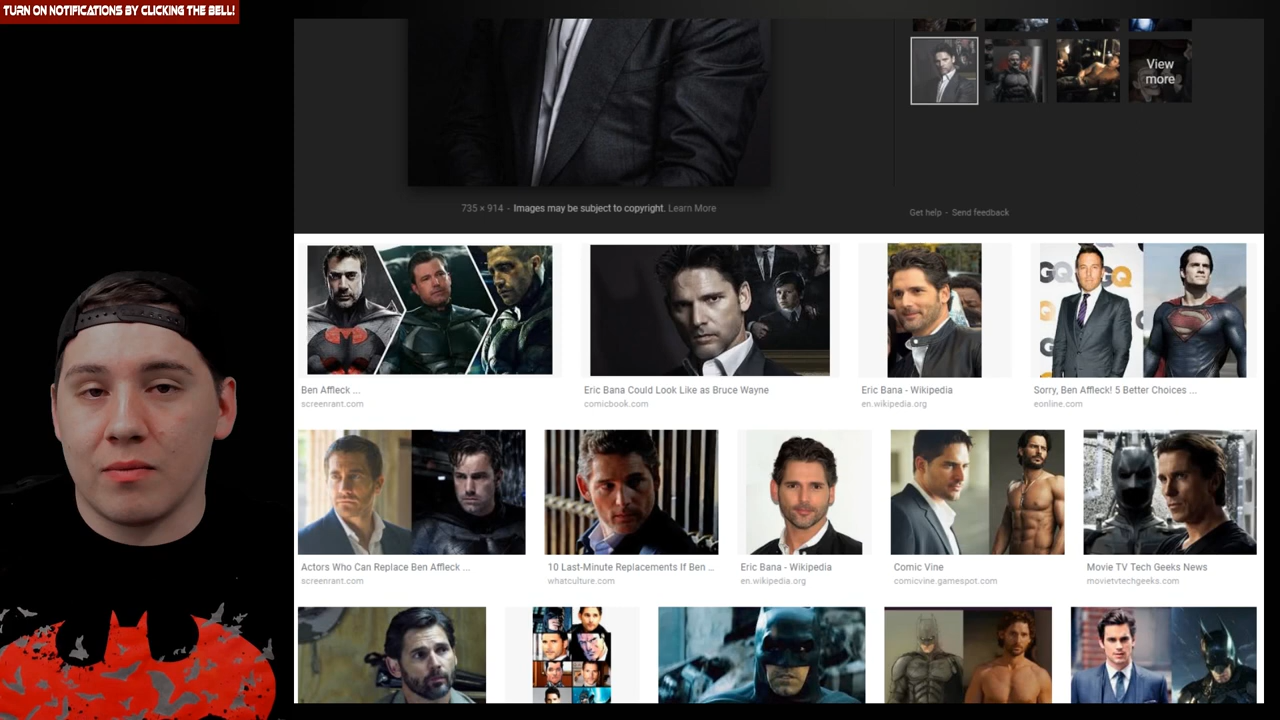 TURN ON NOTIFICATIONS BY CLICKING THE BELL!
View
more
735 × 914 - Images may be subject to copyright. Learn More
Get help - Send feedback
Ben Affleck ...
screenrant.com
Eric Bana Could Look Like as Bruce Wayne
comicbook.com
Eric Bana - Wikipedia
en.wikipedia.org
Sorry, Ben Affleck! 5 Better Choices ...
eonline.com
GQ
GQ
Actors Who Can Replace Ben Affleck ...
screenrant.com
10 Last-Minute Replacements If Ben ...
whatculture.com
Eric Bana - Wikipedia
en.wikipedia.org
Comic Vine
comicvine.gamespot.com
Movie TV Tech Geeks News
movietvtechgeeks.com